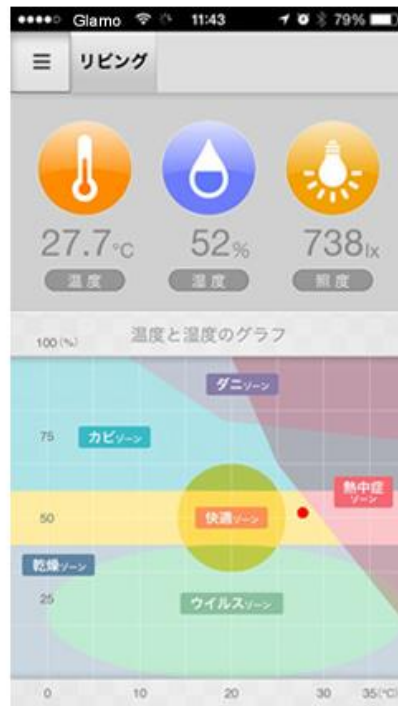 Glamo 11:43 79%
リビング
27.7℃ 52% 738lx
温度 湿度 照度
温度と湿度のグラフ
100(%)
ダニゾーン
75 カビゾーン
熱中症
ゾーン
50 快適ゾーン
乾燥ゾーン
25 ウイルスゾーン
0 10 20 30 35(℃)